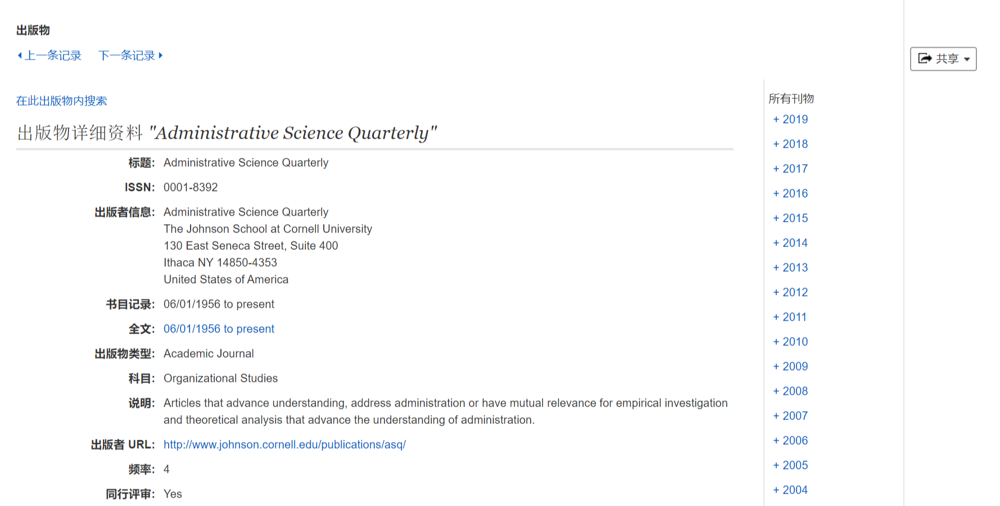 出版物
上一条记录 下一条记录
共享
在此出版物内搜索
出版物详细资料 "Administrative Science Quarterly"
标题: Administrative Science Quarterly
ISSN: 0001-8392
出版者信息: Administrative Science Quarterly
The Johnson School at Cornell University
130 East Seneca Street, Suite 400
Ithaca NY 14850-4353
United States of America
书目记录: 06/01/1956 to present
全文: 06/01/1956 to present
出版物类型: Academic Journal
科目: Organizational Studies
说明: Articles that advance understanding, address administration or have mutual relevance for empirical investigation
and theoretical analysis that advance the understanding of administration.
出版者 URL: http://www.johnson.cornell.edu/publications/asq/
频率: 4
同行评审: Yes
所有刊物
+ 2019
+ 2018
+ 2017
+ 2016
+ 2015
+ 2014
+ 2013
+ 2012
+ 2011
+ 2010
+ 2009
+ 2008
+ 2007
+ 2006
+ 2005
+ 2004